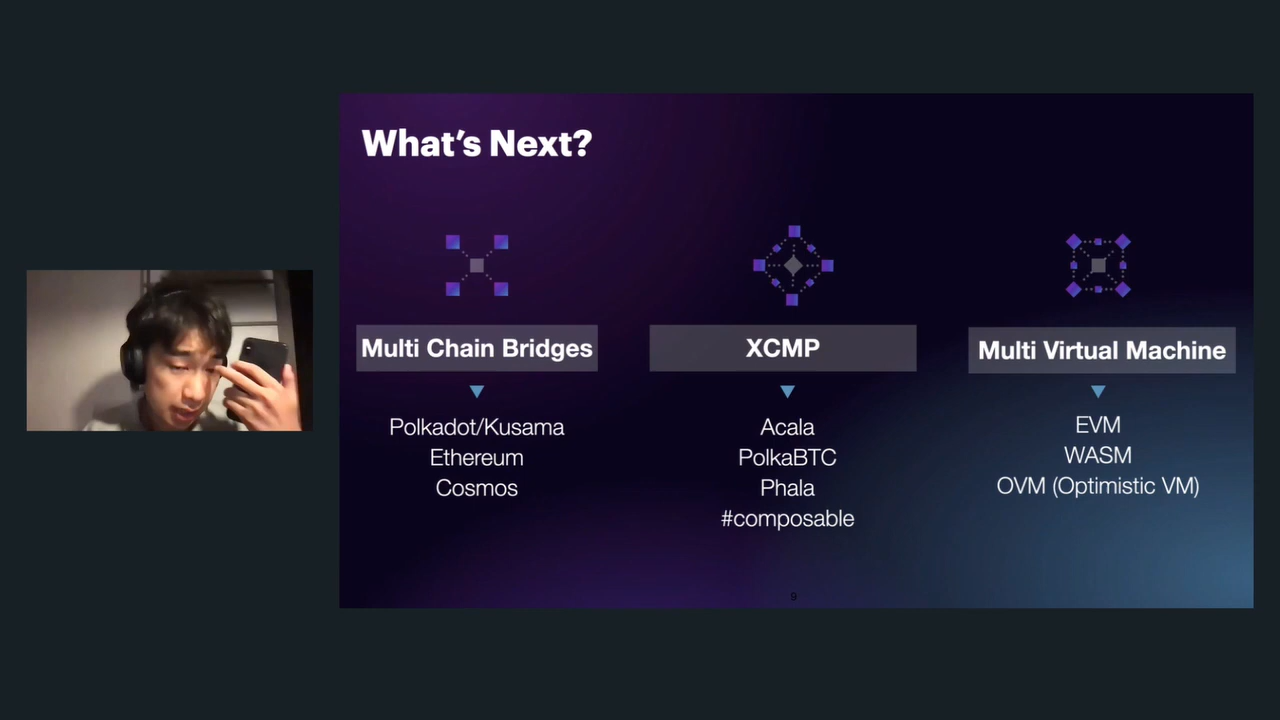 What's Next?
Multi Chain Bridges
Polkadot/Kusama
Ethereum
Cosmos
XCMP
Acala
PolkaBTC
Phala
#composable
Multi Virtual Machine
EVM
WASM
OVM (Optimistic VM)
9